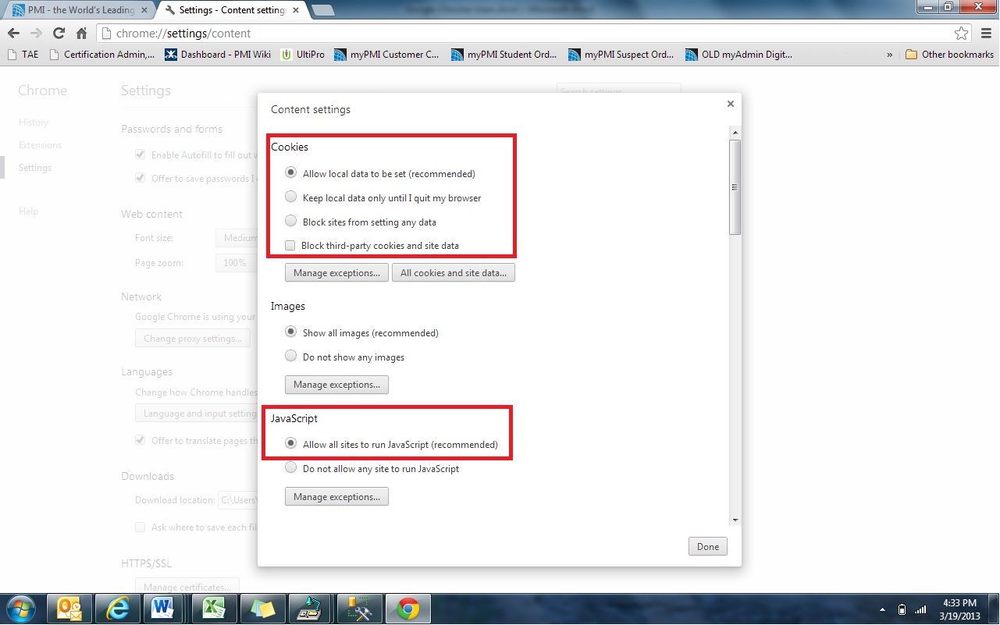 PMI - the World's Leading
Settings - Content setting
chrome://settings/content
TAE
Certification Admin,...
Dashboard - PMI Wiki
UltiPro
myPMI Customer C...
myPMI Student Ord...
myPMI Suspect Ord...
OLD myAdmin Digit...
»
Other bookmarks
Chrome
History
Extensions
Settings
Help
Settings
Search settings
Passwords and forms
Enable Autofill to fill out
Offer to save passwords I
Web content
Font size:
Medium
Page zoom:
100%
Network
Google Chrome is using your
Change proxy settings...
Languages
Change how Chrome handles
Language and input setting
Offer to translate pages
Downloads
Download location:
C:\Users\
Ask where to save each
HTTPS/SSL
Manage certificates...
Content settings
Cookies
Allow local data to be set (recommended)
Keep local data only until I quit my browser
Block sites from setting any data
Block third-party cookies and site data
Manage exceptions...
All cookies and site data...
Images
Show all images (recommended)
Do not show any images
Manage exceptions...
JavaScript
Allow all sites to run JavaScript (recommended)
Do not allow any site to run JavaScript
Manage exceptions...
Done
4:33 PM
3/19/2013